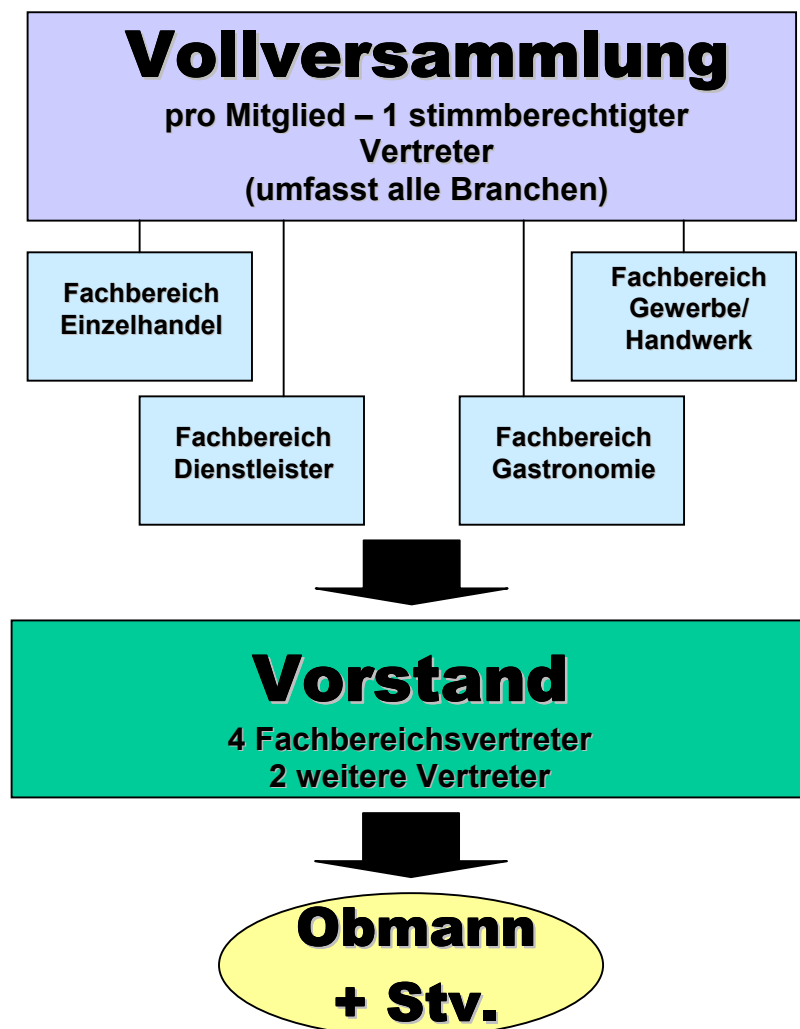 Vollversammlung
pro Mitglied – 1 stimmberechtigter
Vertreter
(umfasst alle Branchen)
Fachbereich
Einzelhandel
Fachbereich
Gewerbe/
Handwerk
Fachbereich
Dienstleister
Fachbereich
Gastronomie
Vorstand
4 Fachbereichsvertreter
2 weitere Vertreter
Obmann
+ Stv.